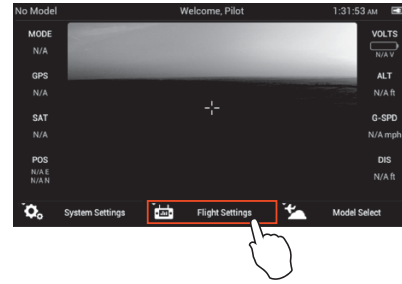 No Model Welcome, Pilot 1:31:53 AM
MODE
N/A
GPS
N/A
SAT
N/A
POS
N/A E
N/A N
VOLTS
N/A V
ALT
N/A ft
G-SPD
N/A mph
DIS
N/A ft
System Settings Flight Settings Model Select